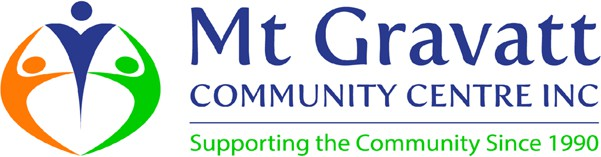 Mt Gravatt
COMMUNITY CENTRE INC
Supporting the Community Since 1990